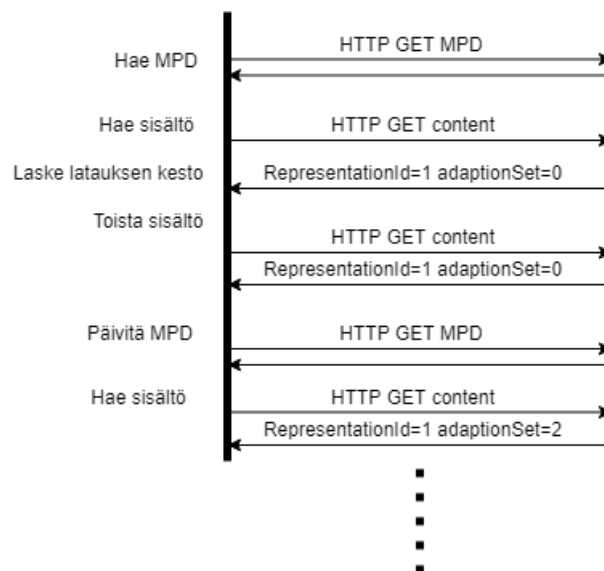 HTTP GET MPD
Hae MPD
Hae sisältö
HTTP GET content
Laske latauksen kesto
RepresentationId=1 adaptionSet=0
Toista sisältö
HTTP GET content
RepresentationId=1 adaptionSet=0
Päivitä MPD
HTTP GET MPD
Hae sisältö
HTTP GET content
RepresentationId=1 adaptionSet=2